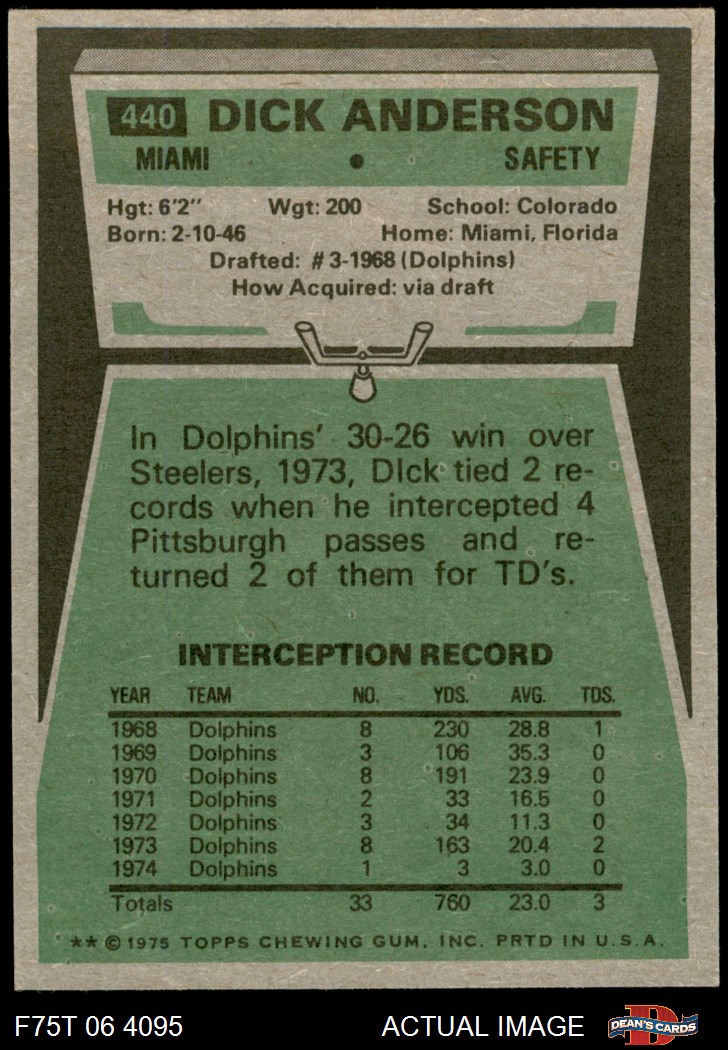 440 DICK ANDERSON
MIAMI • SAFETY
Hgt: 6'2" Wgt: 200 School: Colorado
Born: 2-10-46 Home: Miami, Florida
Drafted: #3-1968 (Dolphins)
How Acquired: via draft
In Dolphins' 30-26 win over
Steelers, 1973, DIck tied 2 re-
cords when he intercepted 4
Pittsburgh passes and re-
turned 2 of them for TD's.
INTERCEPTION RECORD
YEAR TEAM NO. YDS. AVG. TDS.
1968 Dolphins 8 230 28.8 1
1969 Dolphins 3 106 35.3 0
1970 Dolphins 8 191 23.9 0
1971 Dolphins 2 33 16.5 0
1972 Dolphins 3 34 11.3 0
1973 Dolphins 8 163 20.4 2
1974 Dolphins 1 3 3.0 0
Totals 33 760 23.0 3
**©1975 TOPPS CHEWING GUM, INC. PRTD IN U.S.A.
F75T 06 4095 ACTUAL IMAGE D DEAN'S CARDS